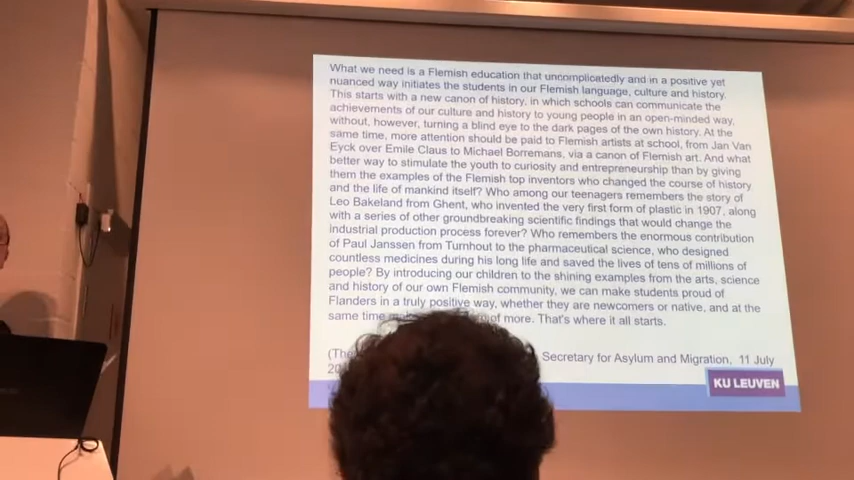 What we need is a Flemish education that uncomplicatedly and in a positive yet
nuanced way initiates the students in our Flemish language, culture and history.
This starts with a new canon of history, in which schools can communicate the
achievements of our culture and history to young people in an open-minded way,
without, however, turning a blind eye to the dark pages of the own history. At the
same time, more attention should be paid to Flemish artists at school, from Jan Van
Eyck over Emile Claus to Michael Borremans, via a canon of Flemish art. And what
better way to stimulate the youth to curiosity and entrepreneurship than by giving
them the examples of the Flemish top inventors who changed the course of history
and the life of mankind itself? Who among our teenagers remembers the story of
Leo Bakeland from Ghent, who invented the very first form of plastic in 1907, along
with a series of other groundbreaking scientific findings that would change the
industrial production process forever? Who remembers the enormous contribution
of Paul Janssen from Turnhout to the pharmaceutical science, who designed
countless medicines during his long life and saved the lives of tens of millions of
people? By introducing our children to the shining examples from the arts, science
and history of our own Flemish community, we can make students proud of
Flanders in a truly positive way, whether they are newcomers or native, and at the
same time of more. That's where it all starts.
Secretary for Asylum and Migration, 11 July
KU LEUVEN